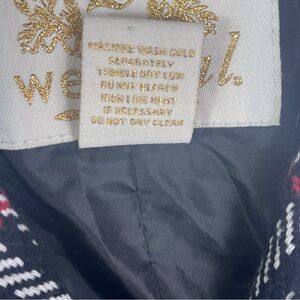 we
l.
MACHINE WASH COLD
SEPARATELY
TUMBLE DRY LOW
DO NOT BLEACH
IRON LOW HEAT
IF NECESSARY
DO NOT DRY CLEAN